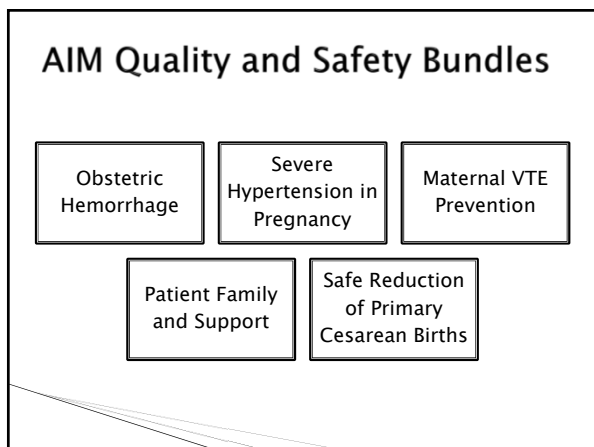 AIM Quality and Safety Bundles
Obstetric
Hemorrhage
Severe
Hypertension in
Pregnancy
Maternal VTE
Prevention
Patient Family
and Support
Safe Reduction
of Primary
Cesarean Births